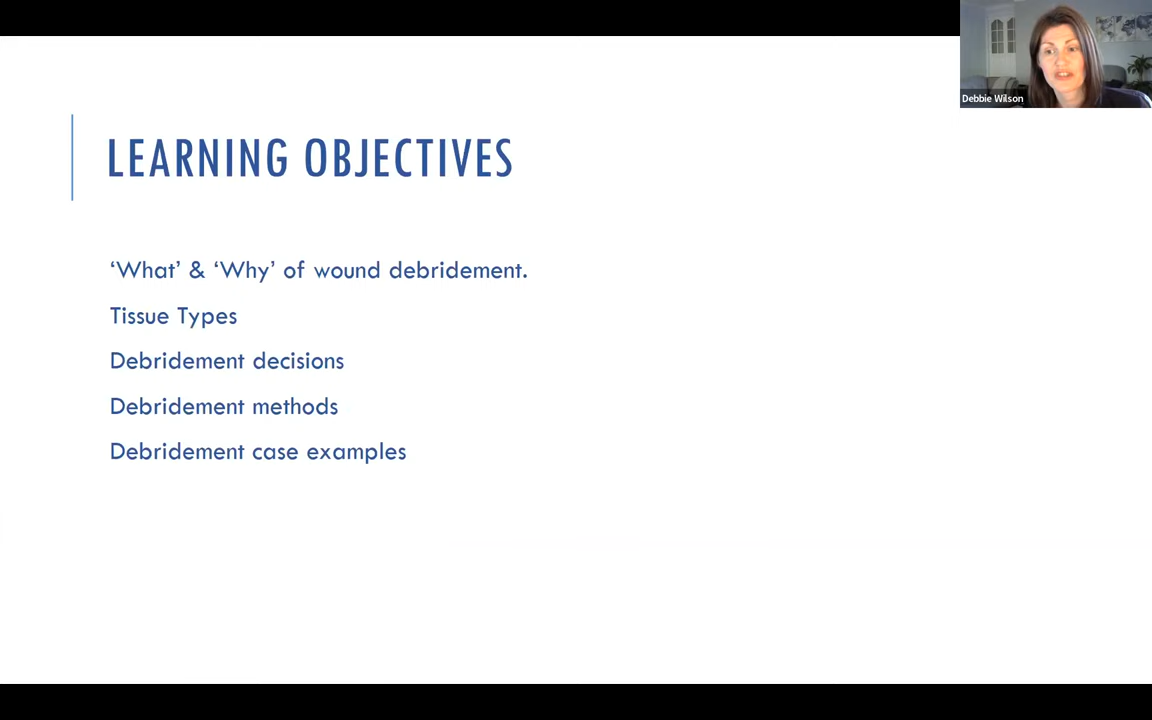 Debbie Wilson
LEARNING OBJECTIVES
‘What’ & ‘Why’ of wound debridement.
Tissue Types
Debridement decisions
Debridement methods
Debridement case examples